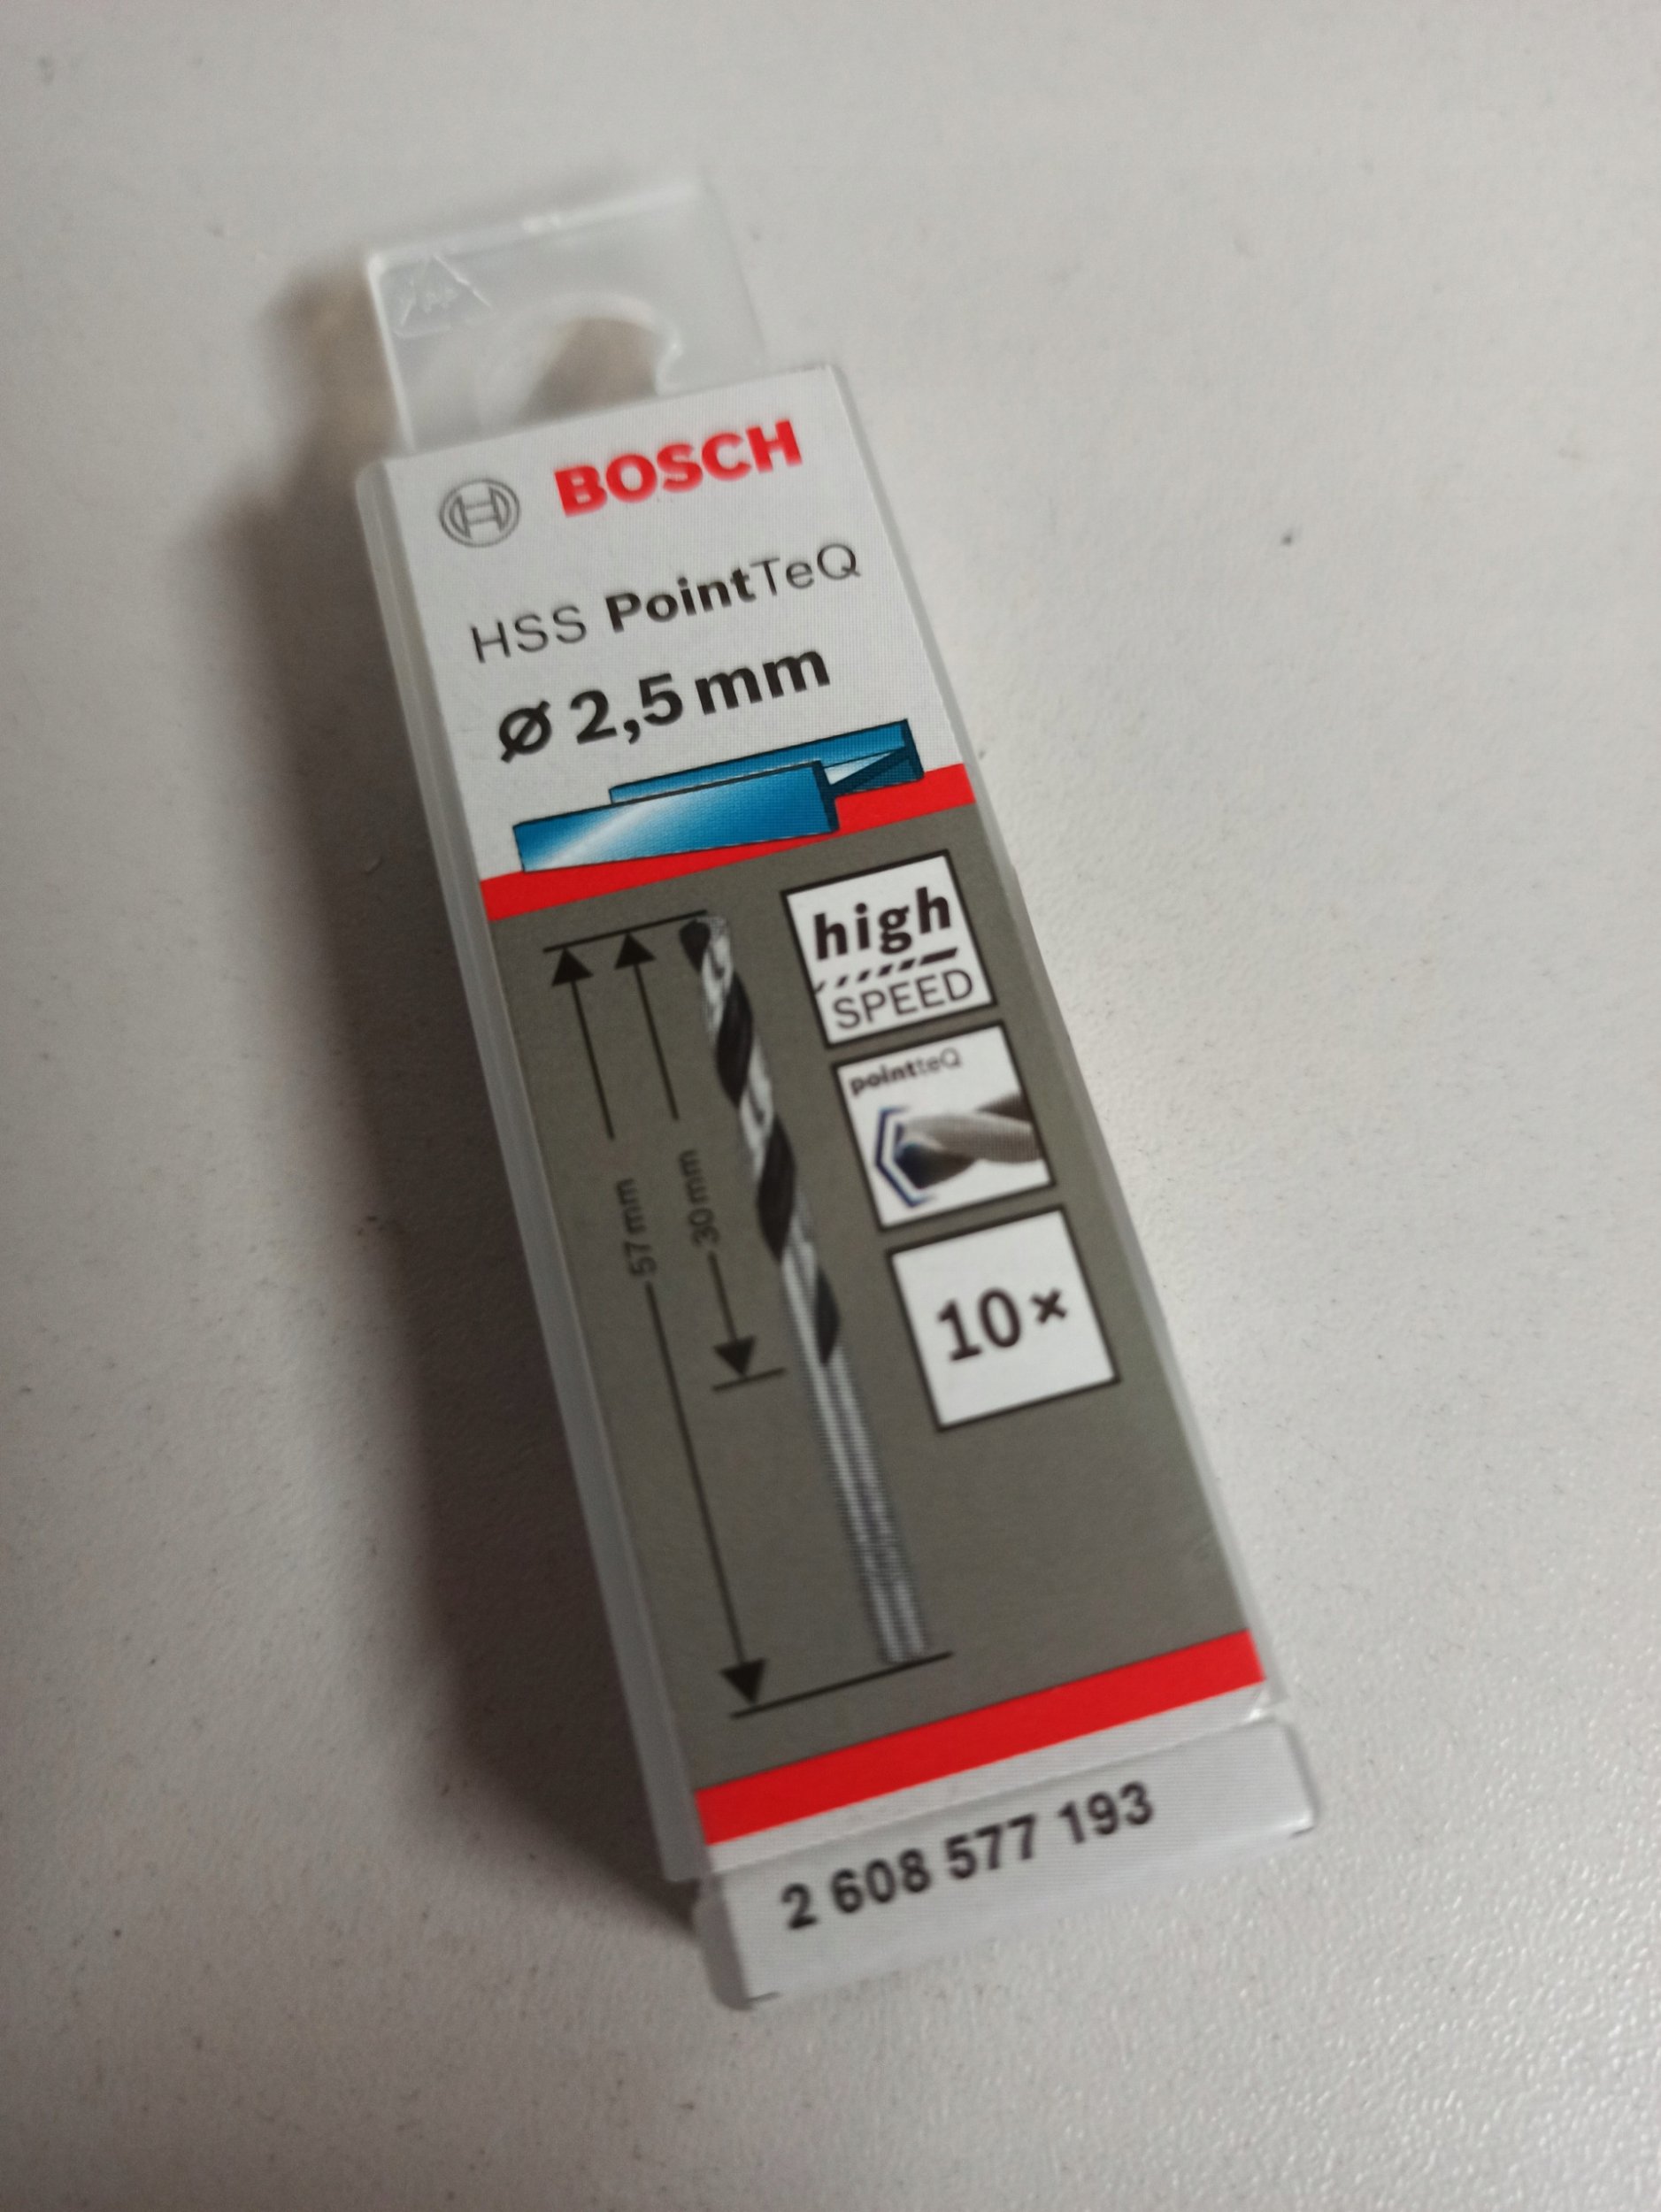 BOSCH
HSS PointTeQ
Ø 2,5 mm
high
SPEED
pointteQ
57 mm
30 mm
10×
2 608 577 193